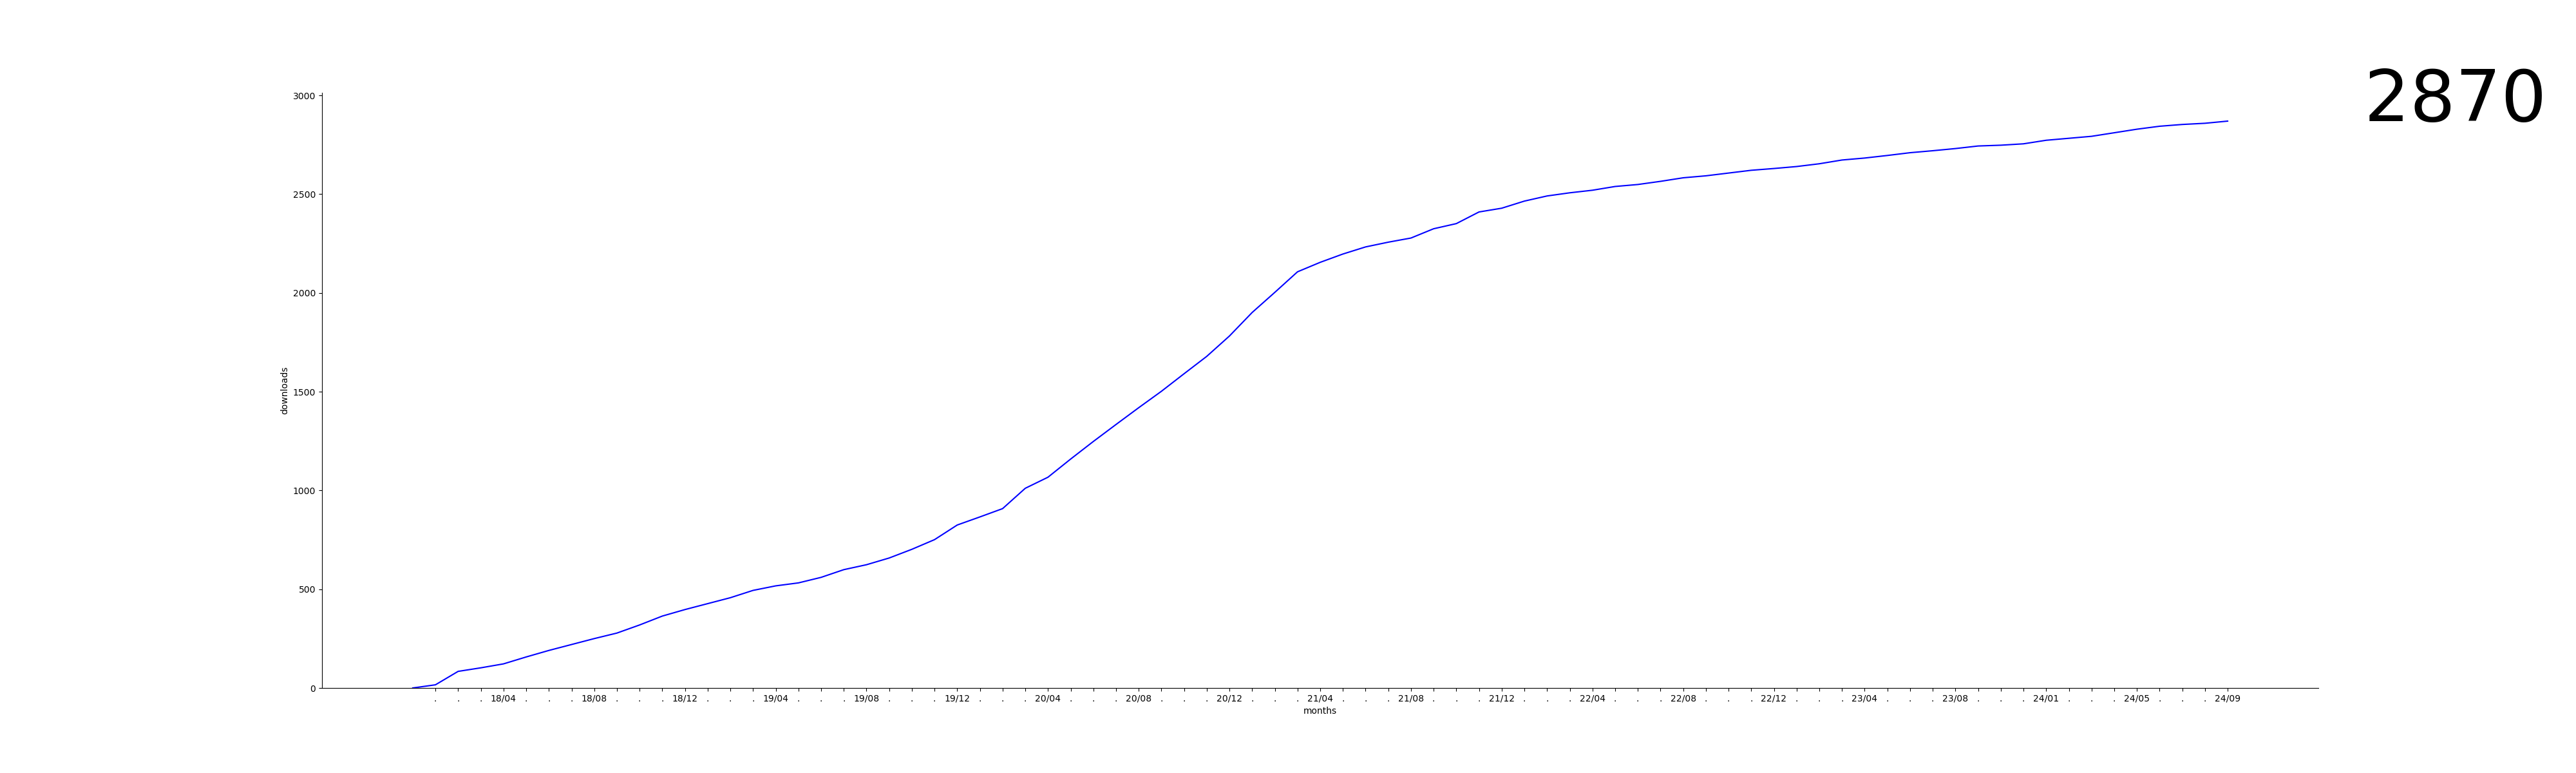 2870
3000
2500
2000
1500
1000
500
0
downloads
. . . 18/04 . . . 18/08 . . . 18/12 . . . 19/04 . . . 19/08 . . . 19/12 . . . 20/04 . . . 20/08 . . . 20/12 . . . 21/04 . . . 21/08 . . . 21/12 . . . 22/04 . . . 22/08 . . . 22/12 . . . 23/04 . . . 23/08 . . . 24/01 . . . 24/05 . . . 24/09
months